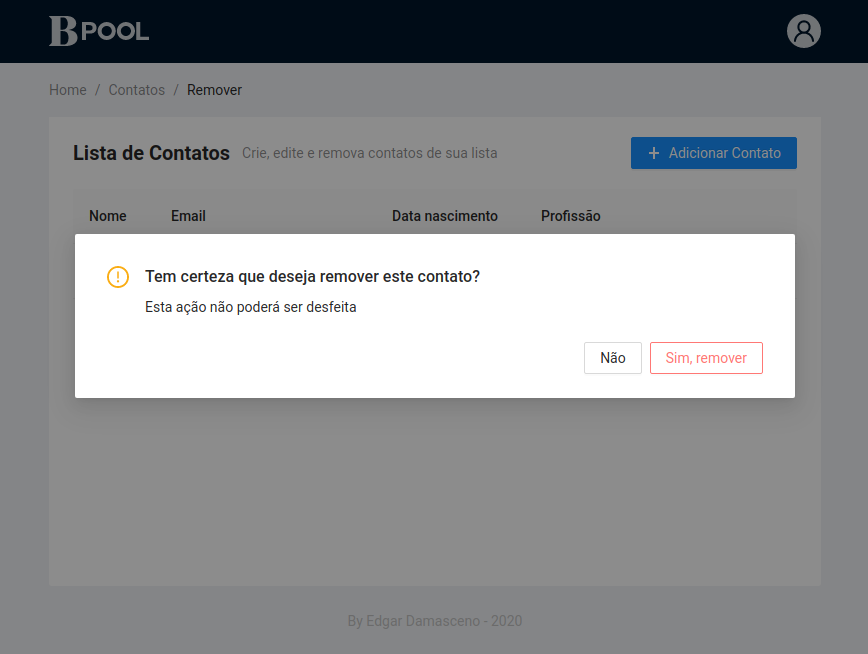 BPOOL
Home / Contatos / Remover
Lista de Contatos Crie, edite e remova contatos de sua lista + Adicionar Contato
Nome Email Data nascimento Profissão
Tem certeza que deseja remover este contato?
Esta ação não poderá ser desfeita
Não Sim, remover
By Edgar Damasceno - 2020